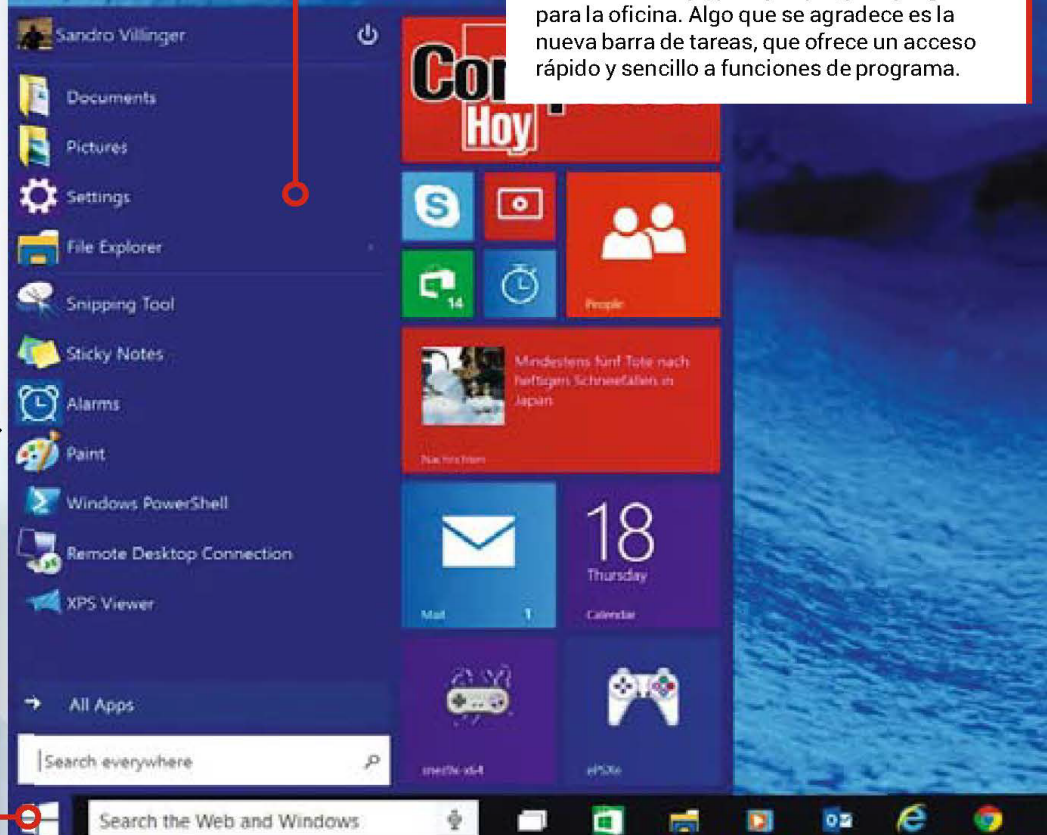 para la oficina. Algo que se agradece es la
nueva barra de tareas, que ofrece un acceso
rápido y sencillo a funciones de programa.
Sandro Villinger
Documents
Pictures
Settings
File Explorer
Snipping Tool
Sticky Notes
Alarms
Paint
Windows PowerShell
Remote Desktop Connection
XPS Viewer
All Apps
Search everywhere
Search the Web and Windows
Hoy
S
14
People
Mindestens fünf Tote nach
heftigen Schneefällen in
Japan
Nachrichten
Mail
1
18
Thursday
Calendar
ePSXe